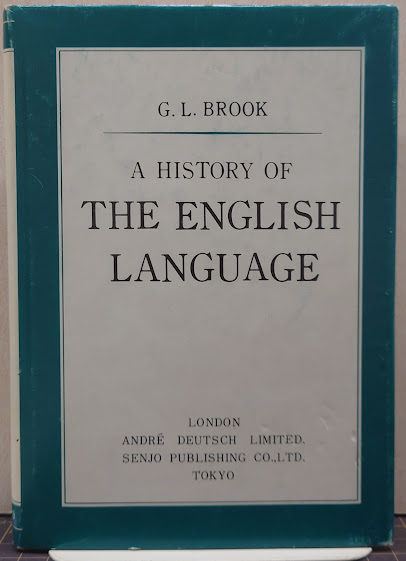 G. L. BROOK
A HISTORY OF
THE ENGLISH
LANGUAGE
LONDON
ANDRÉ DEUTSCH LIMITED.
SENJO PUBLISHING CO.,LTD.
TOKYO